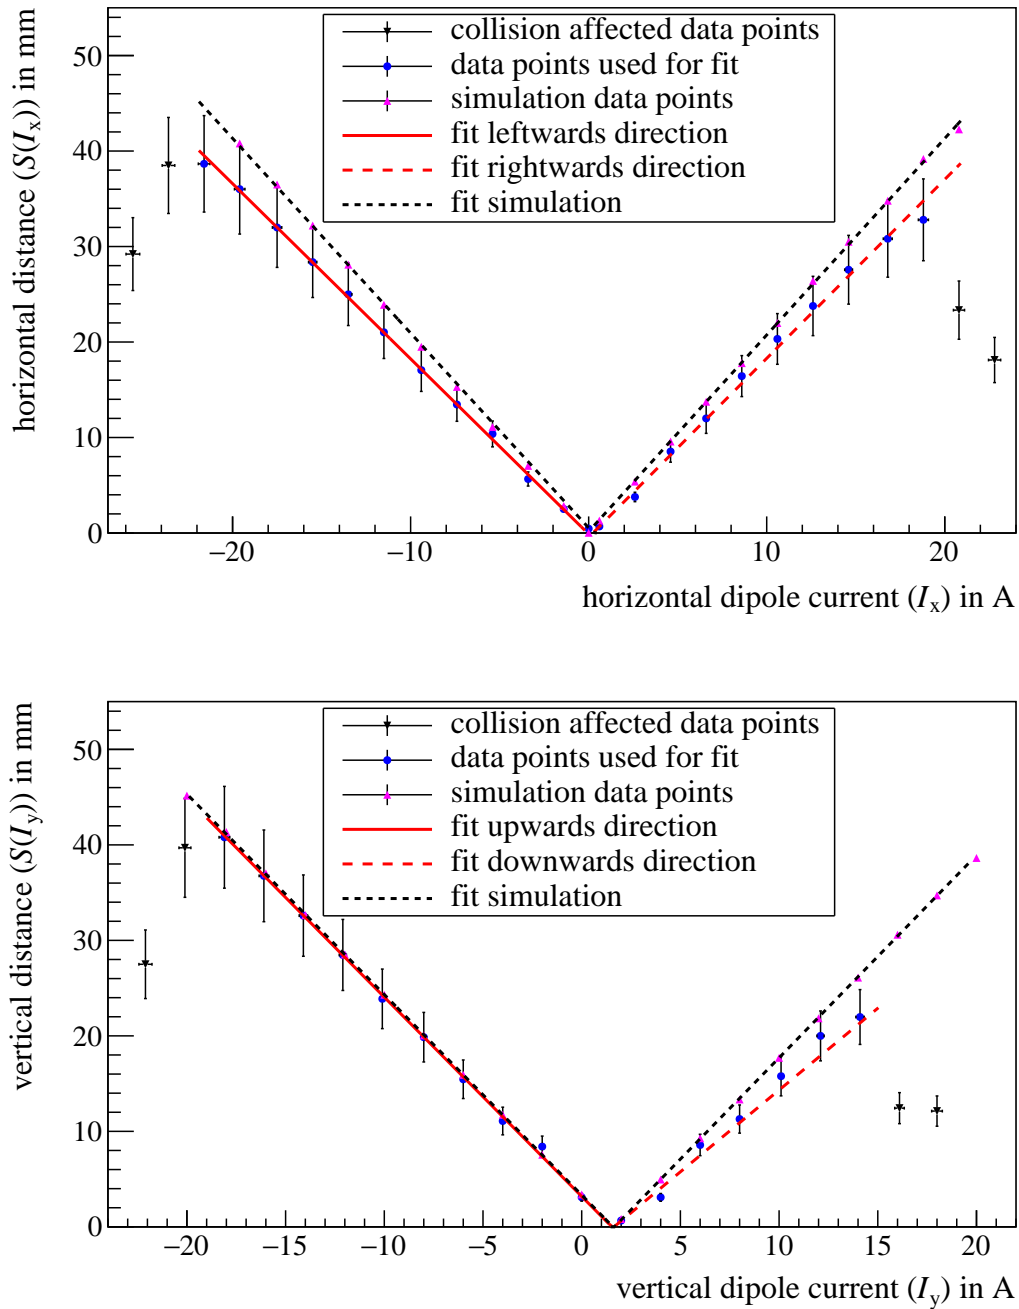 collision affected data points
data points used for fit
simulation data points
fit leftwards direction
fit rightwards direction
fit simulation
horizontal distance (S(Ix)) in mm
50
40
30
20
10
0
−20 −10 0 10 20
horizontal dipole current (Ix) in A
collision affected data points
data points used for fit
simulation data points
fit upwards direction
fit downwards direction
fit simulation
vertical distance (S(Iy)) in mm
50
40
30
20
10
0
−20 −15 −10 −5 0 5 10 15 20
vertical dipole current (Iy) in A